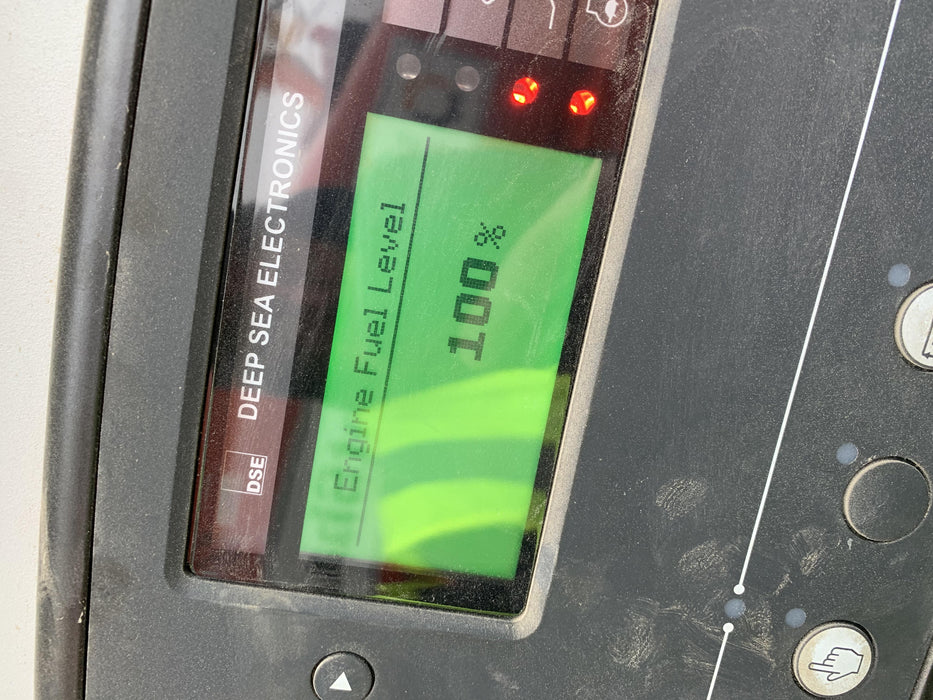 DSE DEEP SEA ELECTRONICS
Engine Fuel Level
100%